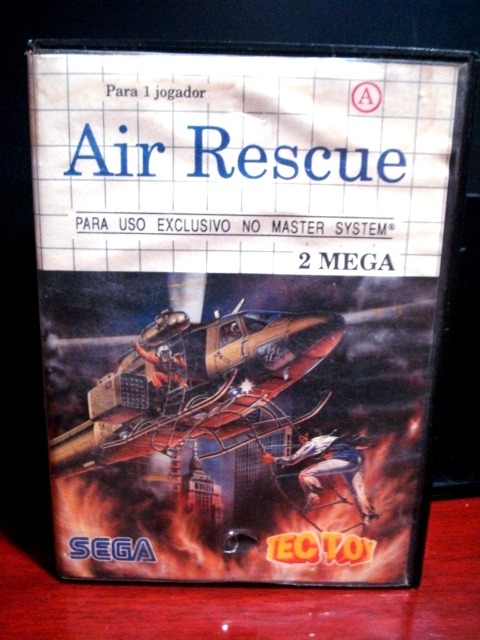 Para 1 jogador
A
Air Rescue
PARA USO EXCLUSIVO NO MASTER SYSTEM®
2 MEGA
SEGA
TEC TOY